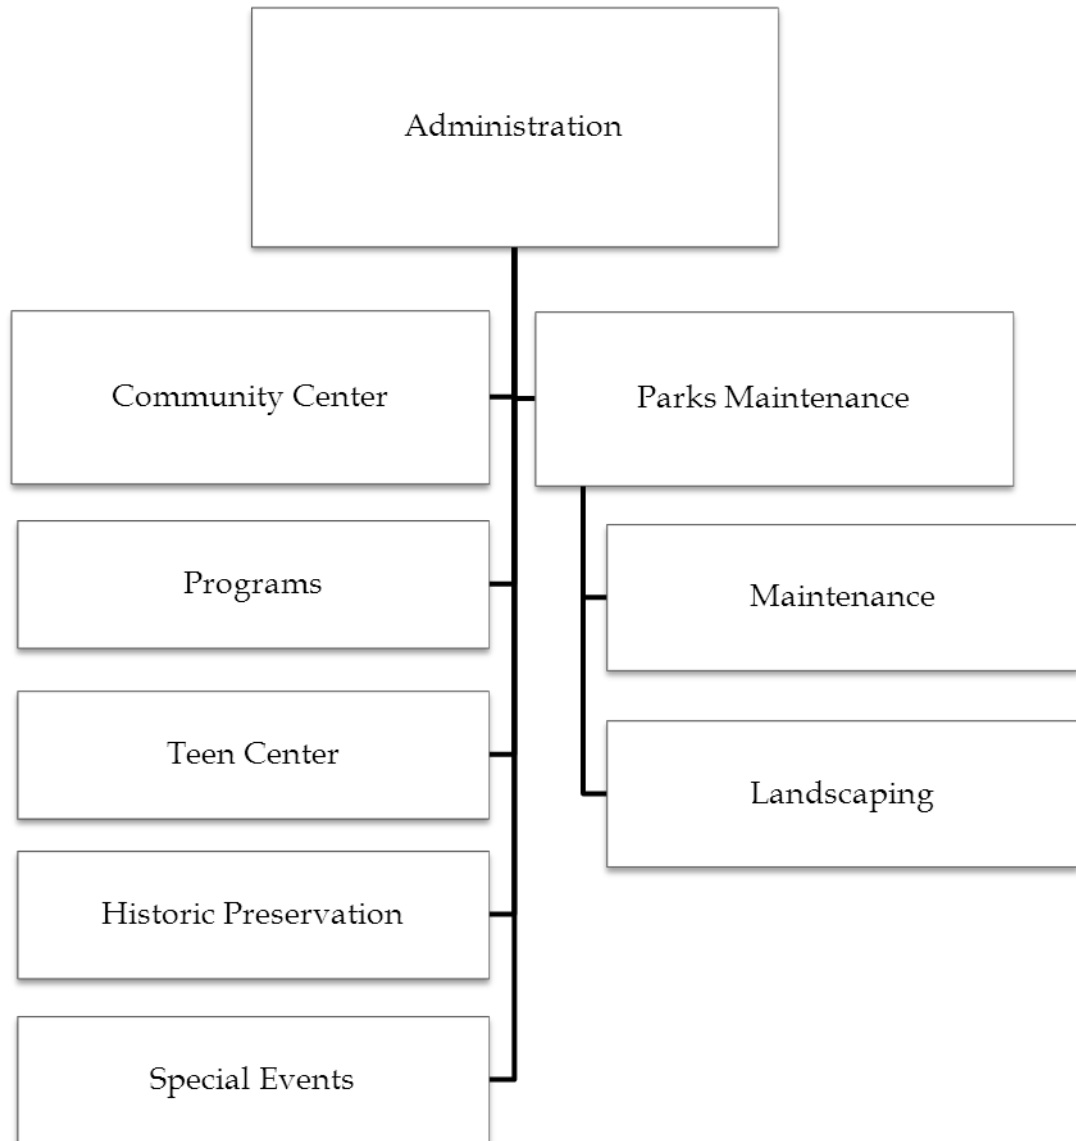 Administration
Community Center
Parks Maintenance
Programs
Maintenance
Teen Center
Landscaping
Historic Preservation
Special Events